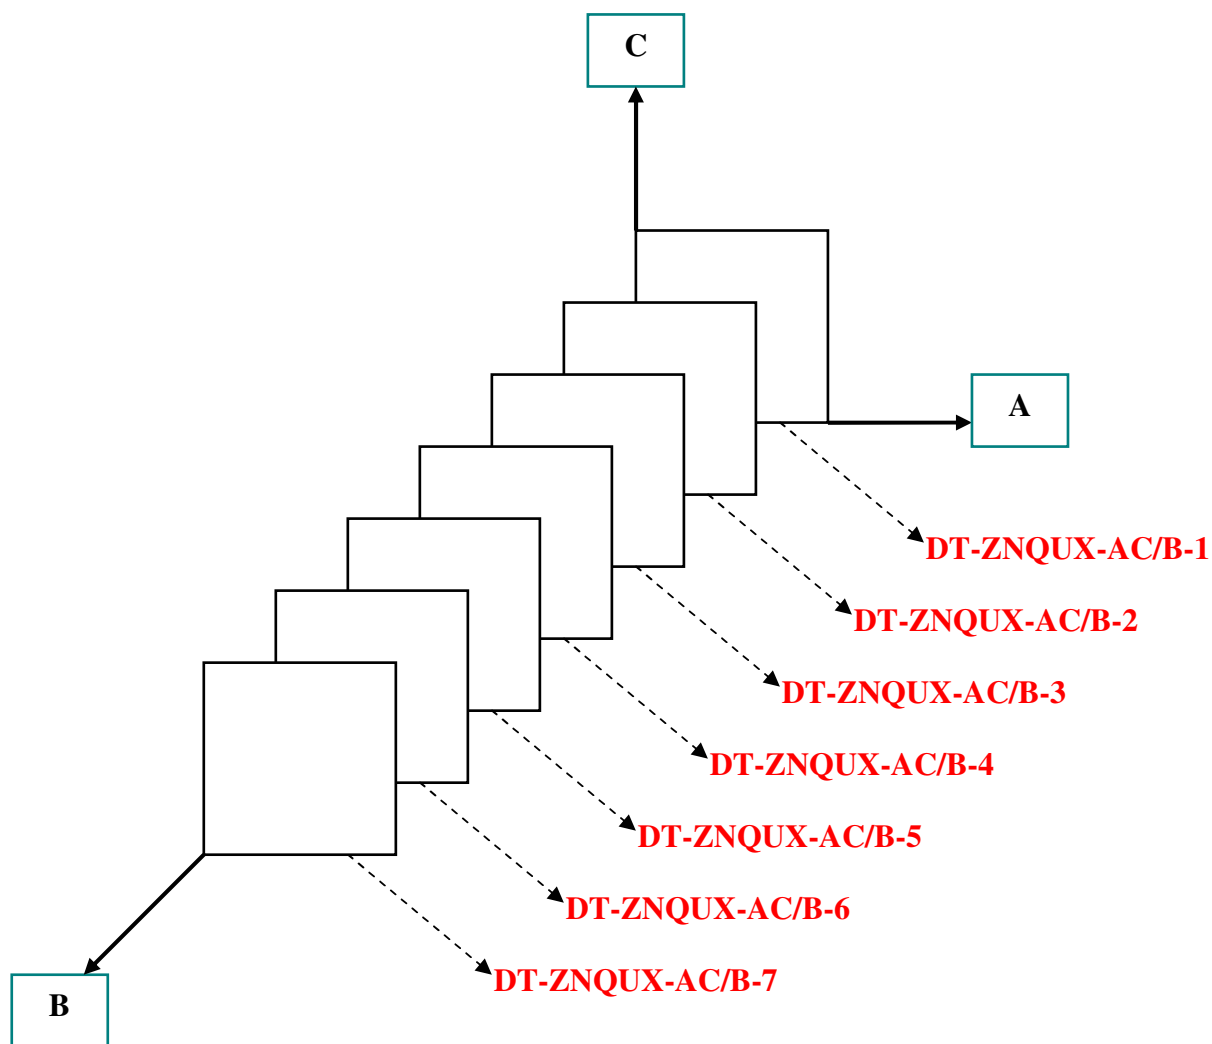 C
A
DT-ZNQUX-AC/B-1
DT-ZNQUX-AC/B-2
DT-ZNQUX-AC/B-3
DT-ZNQUX-AC/B-4
DT-ZNQUX-AC/B-5
DT-ZNQUX-AC/B-6
DT-ZNQUX-AC/B-7
B